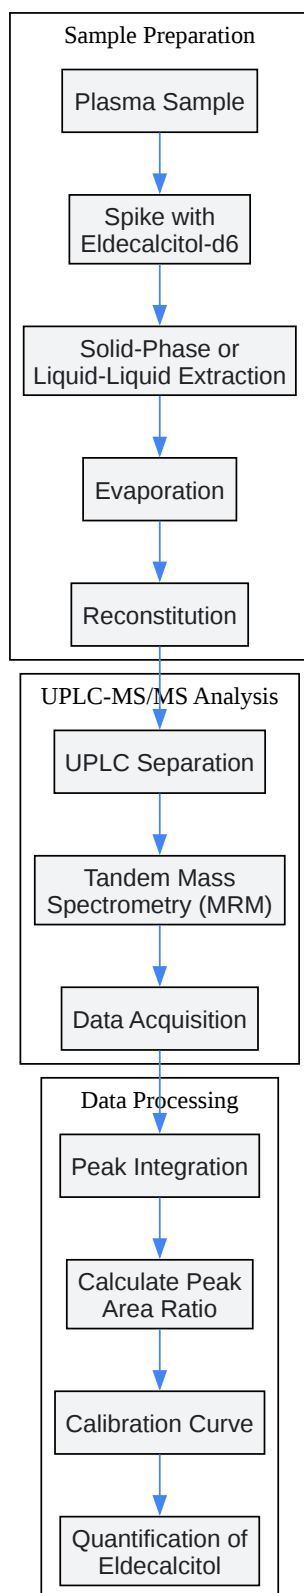 Sample Preparation
Plasma Sample
Spike with
Eldecalcitol-d6
Solid-Phase or
Liquid-Liquid Extraction
Evaporation
Reconstitution
UPLC-MS/MS Analysis
UPLC Separation
Tandem Mass
Spectrometry (MRM)
Data Acquisition
Data Processing
Peak Integration
Calculate Peak
Area Ratio
Calibration Curve
Quantification of
Eldecalcitol